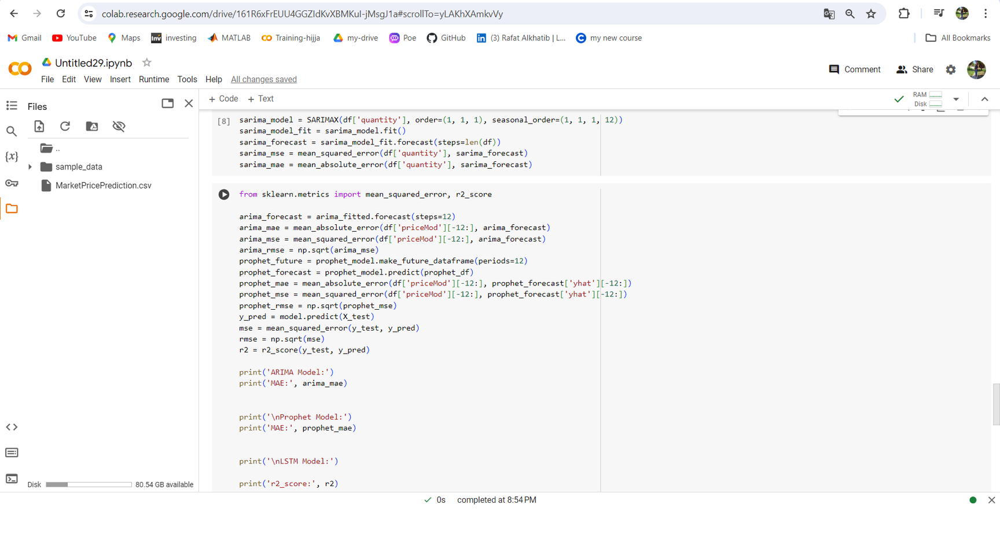 colab.research.google.com/drive/161R6xFrEUU4GGZIdKvXBMKuI-jMsgJ1a#scrollTo=yLAKhXAmkvVy
Gmail YouTube Maps investing MATLAB Training-hijja my-drive Poe GitHub (3) Rafat Alkhatib | L... my new course All Bookmarks
Untitled29.ipynb
File Edit View Insert Runtime Tools Help All changes saved
Comment Share
Files
+ Code + Text
RAM
Disk
..
sample_data
MarketPricePrediction.csv
[8] sarima_model = SARIMAX(df['quantity'], order=(1, 1, 1), seasonal_order=(1, 1, 1, 12))
sarima_model_fit = sarima_model.fit()
sarima_forecast = sarima_model_fit.forecast(steps=len(df))
sarima_mse = mean_squared_error(df['quantity'], sarima_forecast)
sarima_mae = mean_absolute_error(df['quantity'], sarima_forecast)
from sklearn.metrics import mean_squared_error, r2_score
arima_forecast = arima_fitted.forecast(steps=12)
arima_mae = mean_absolute_error(df['priceMod'][-12:], arima_forecast)
arima_mse = mean_squared_error(df['priceMod'][-12:], arima_forecast)
arima_rmse = np.sqrt(arima_mse)
prophet_future = prophet_model.make_future_dataframe(periods=12)
prophet_forecast = prophet_model.predict(prophet_df)
prophet_mae = mean_absolute_error(df['priceMod'][-12:], prophet_forecast['yhat'][-12:])
prophet_mse = mean_squared_error(df['priceMod'][-12:], prophet_forecast['yhat'][-12:])
prophet_rmse = np.sqrt(prophet_mse)
y_pred = model.predict(X_test)
mse = mean_squared_error(y_test, y_pred)
rmse = np.sqrt(mse)
r2 = r2_score(y_test, y_pred)
print('ARIMA Model:')
print('MAE:', arima_mae)
print('\nProphet Model:')
print('MAE:', prophet_mae)
print('\nLSTM Model:')
print('r2_score:', r2)
Disk 80.54 GB available
0s completed at 8:54 PM